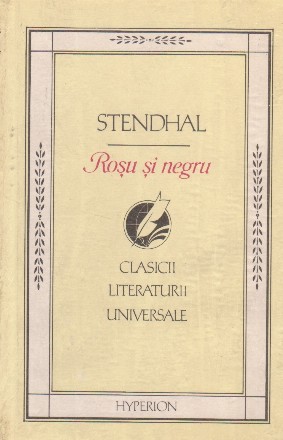 STENDHAL
Roșu și negru
CLASICII
LITERATURII
UNIVERSALE
HYPERION